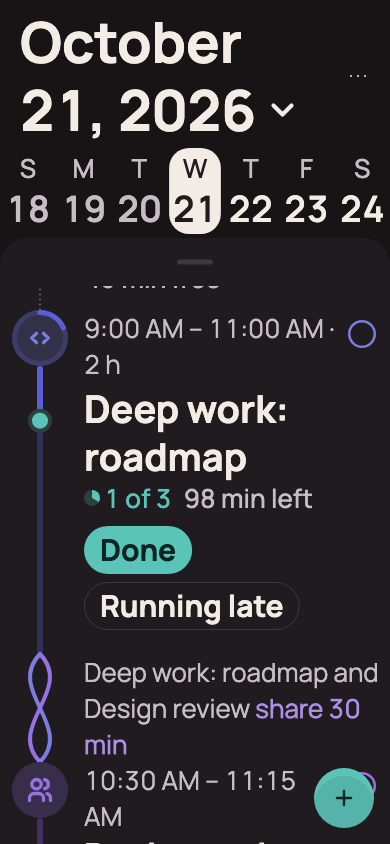 October
21, 2026
...
S M T W T F S
18 19 20 21 22 23 24
9:00 AM – 11:00 AM ·
2 h
Deep work:
roadmap
1 of 3 98 min left
Done
Running late
Deep work: roadmap and
Design review share 30
min
10:30 AM – 11:15
AM
+